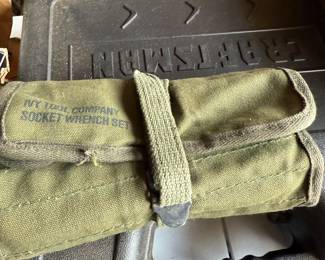 CRAFTSMAN
IVY TOOL COMPANY
SOCKET WRENCH SET